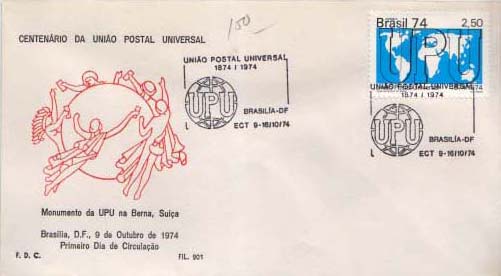 150
CENTENÁRIO DA UNIÃO POSTAL UNIVERSAL
Brasil 74 2,50
UPU
UNIÃO POSTAL UNIVERSAL
1874 / 1974
UPU
BRASÍLIA-DF
ECT 9-16/10/74
UNIÃO POSTAL UNIVERSAL
1874 / 1974
UPU
BRASÍLIA-DF
ECT 9-16/10/74
Monumento da UPU na Berna, Suiça
Brasília, D.F., 9 de Outubro de 1974
Primeiro Dia de Circulação
F. D. C. FIL. 901